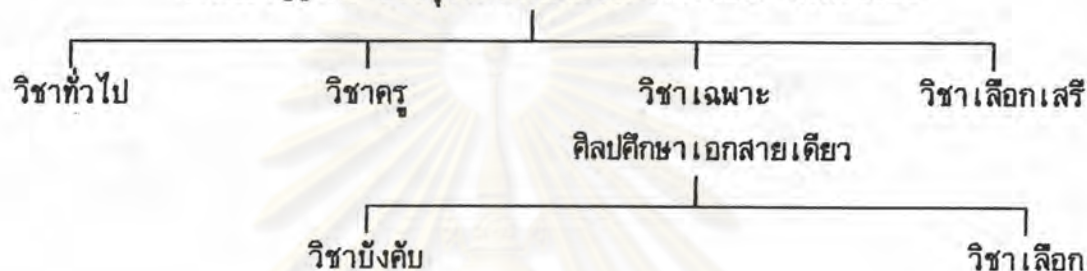 วิชาทั่วไป วิชาครู วิชาเฉพาะ วิชาเลือกเสรี
ศิลปศึกษาเอกสายเดียว
วิชาบังคับ วิชาเลือก